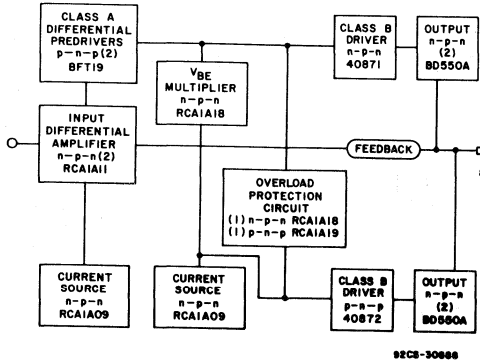 CLASS A
DIFFERENTIAL
PREDRIVERS
p-n-p(2)
BFT19
VBE
MULTIPLIER
n-p-n
RCA1A18
CLASS B
DRIVER
n-p-n
40871
OUTPUT
n-p-n
(2)
BD550A
INPUT
DIFFERENTIAL
AMPLIFIER
n-p-n(2)
RCA1A11
FEEDBACK
OVERLOAD
PROTECTION
CIRCUIT
(1) n-p-n RCA1A18
(1) p-n-p RCA1A19
CURRENT
SOURCE
n-p-n
RCA1A09
CURRENT
SOURCE
n-p-n
RCA1A09
CLASS B
DRIVER
p-n-p
40872
OUTPUT
n-p-n
(2)
BD550A
92CS-30888